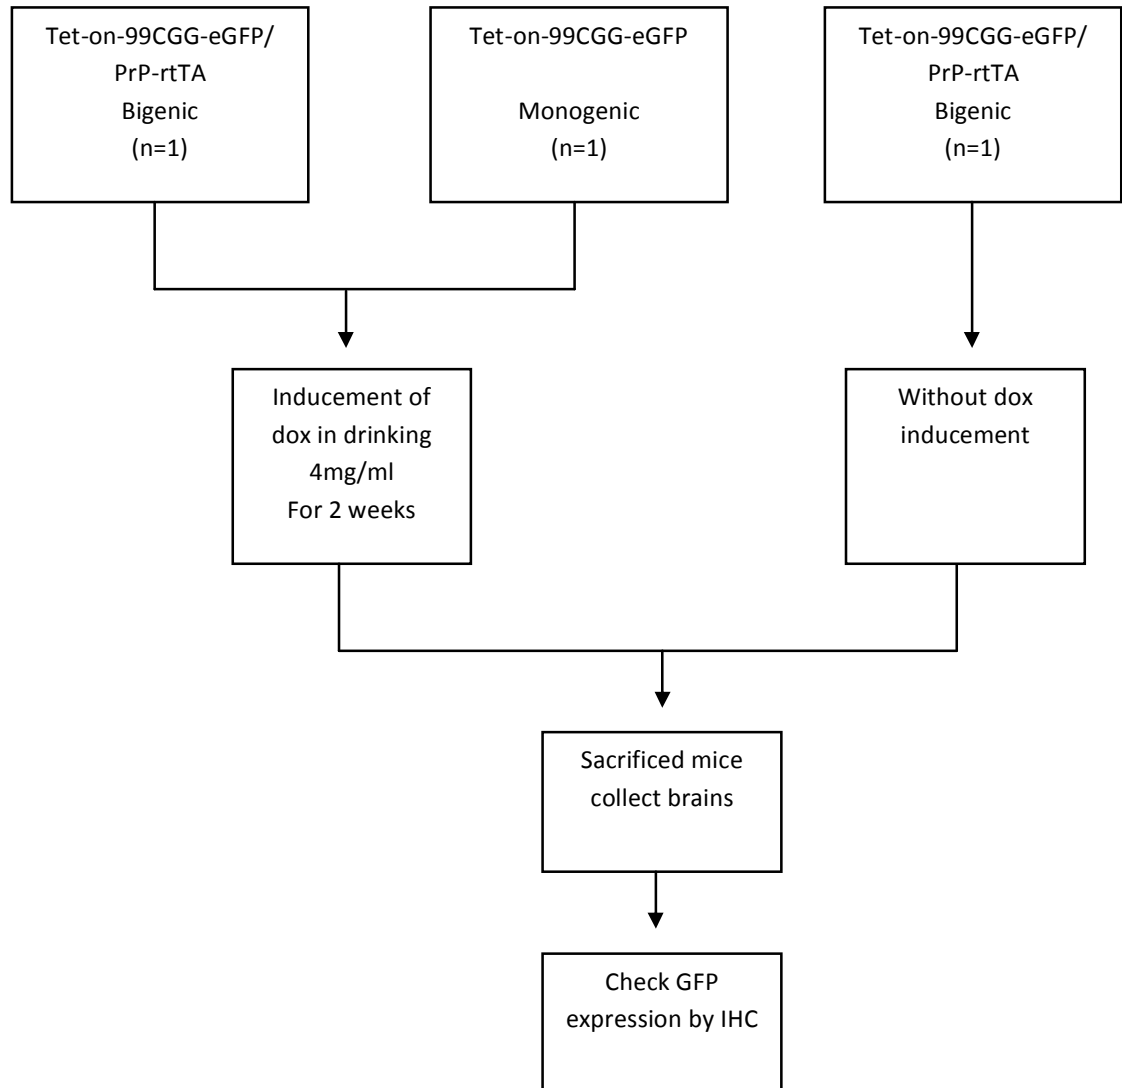 Tet-on-99CGG-eGFP/
PrP-rtTA
Bigenic
(n=1)
Tet-on-99CGG-eGFP
Monogenic
(n=1)
Tet-on-99CGG-eGFP/
PrP-rtTA
Bigenic
(n=1)
Inducement of
dox in drinking
4mg/ml
For 2 weeks
Without dox
inducement
Sacrificed mice
collect brains
Check GFP
expression by IHC